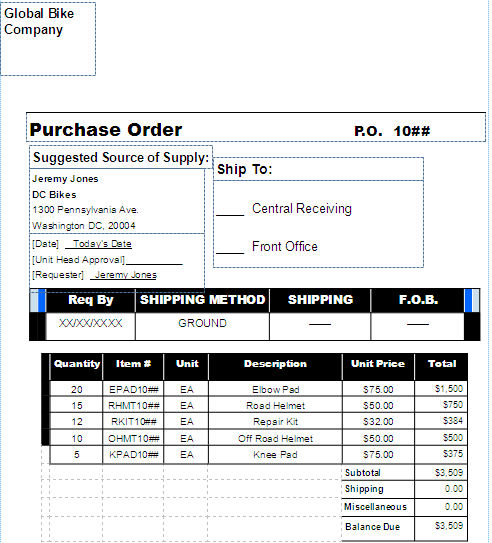 Global Bike
Company
Purchase Order P.O. 10##
Suggested Source of Supply:
Jeremy Jones
DC Bikes
1300 Pennsylvania Ave.
Washington DC, 20004
[Date] Today's Date
[Unit Head Approval]
[Requester] Jeremy Jones
Ship To:
Central Receiving
Front Office
Req By SHIPPING METHOD SHIPPING F.O.B.
XX/XX/XXXX GROUND
Quantity Item # Unit Description Unit Price Total
20 EPAD10## EA Elbow Pad $75.00 $1,500
15 RHMT10## EA Road Helmet $50.00 $750
12 RKIT10## EA Repair Kit $32.00 $384
10 OHMT10## EA Off Road Helmet $50.00 $500
5 KPAD10## EA Knee Pad $75.00 $375
Subtotal $3,509
Shipping 0.00
Miscellaneous 0.00
Balance Due $3,509